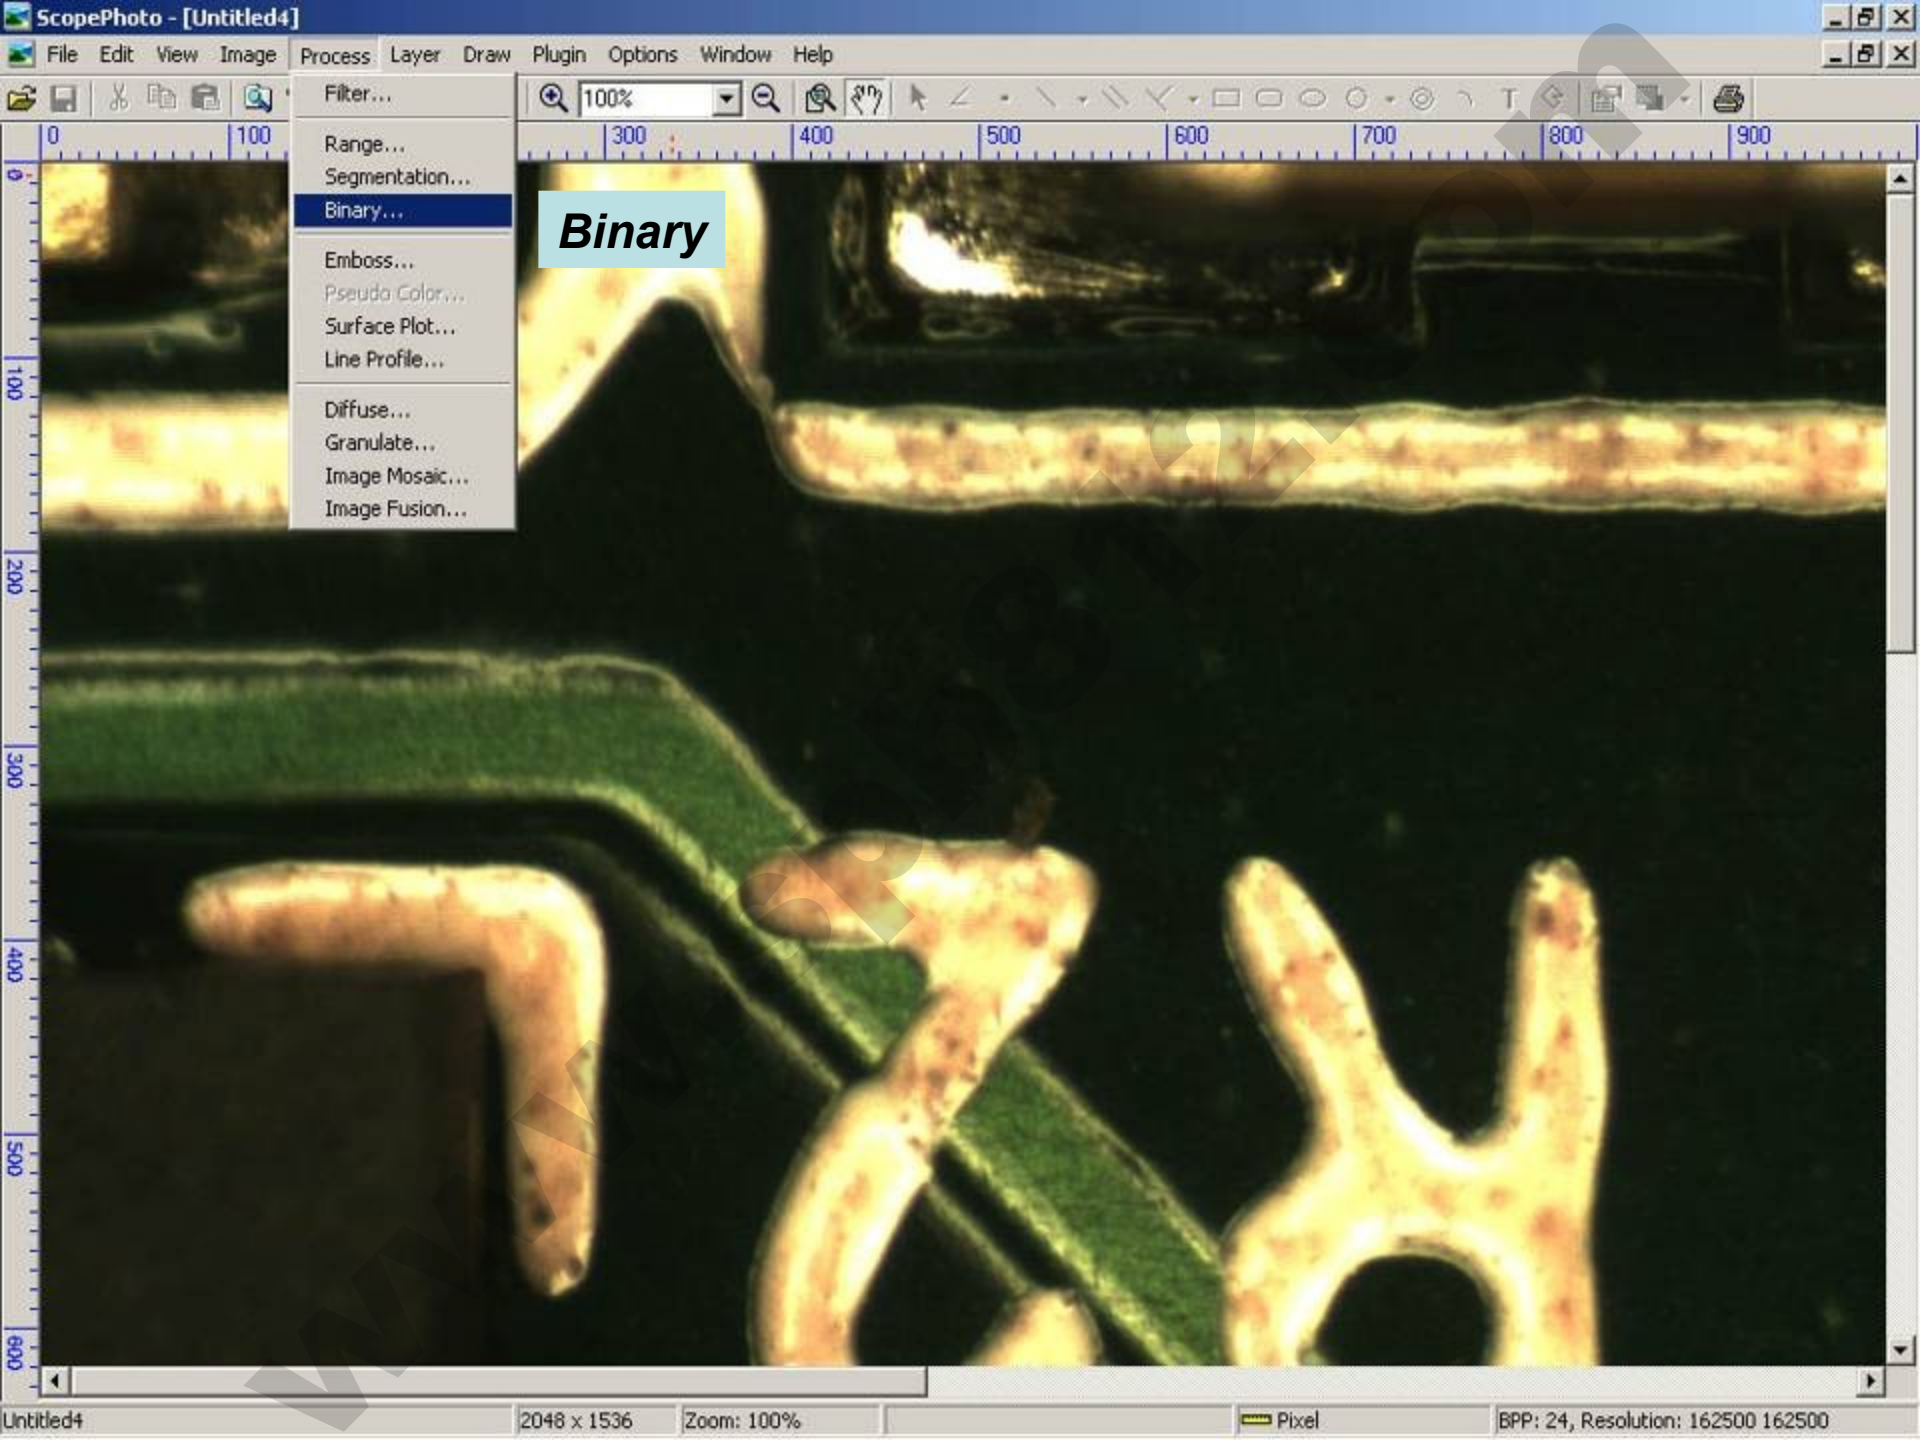 ScopePhoto - [Untitled4]
File Edit View Image Process Layer Draw Plugin Options Window Help
100%
Filter...
Range...
Segmentation...
Binary...
Emboss...
Pseudo Color...
Surface Plot...
Line Profile...
Diffuse...
Granulate...
Image Mosaic...
Image Fusion...
Binary
0 100 300 400 500 600 700 800 900
0
100
200
300
400
500
600
Untitled4 2048 x 1536 Zoom: 100% Pixel BPP: 24, Resolution: 162500 162500